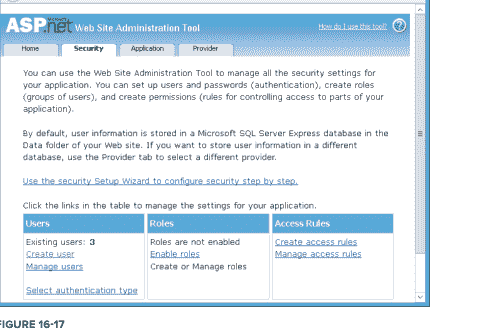 ASP.net Web Site Administration Tool How do I use this tool? ?
Home Security Application Provider
You can use the Web Site Administration Tool to manage all the security settings for
your application. You can set up users and passwords (authentication), create roles
(groups of users), and create permissions (rules for controlling access to parts of your
application).
By default, user information is stored in a Microsoft SQL Server Express database in the
Data folder of your Web site. If you want to store user information in a different
database, use the Provider tab to select a different provider.
Use the security Setup Wizard to configure security step by step.
Click the links in the table to manage the settings for your application.
Users Roles Access Rules
Existing users: 3 Roles are not enabled Create access rules
Create user Enable roles Manage access rules
Manage users Create or Manage roles
Select authentication type
FIGURE 16-17